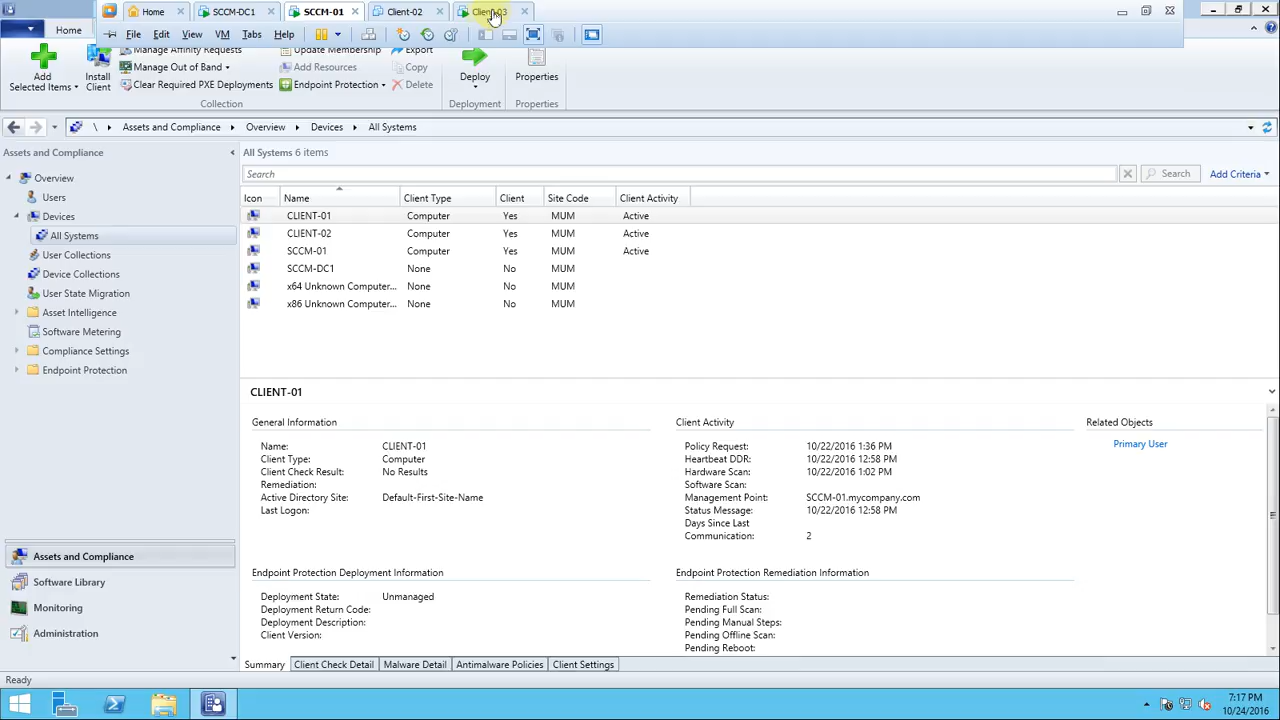 Home
SCCM-DC1
SCCM-01
Client-02
Client-03
File
Edit
View
VM
Tabs
Help
Home
Add
Selected Items
Install
Client
Manage Affinity Requests
Manage Out of Band
Clear Required PXE Deployments
Update Membership
Add Resources
Endpoint Protection
Export
Copy
Delete
Deploy
Properties
Collection
Deployment
Properties
\ Assets and Compliance Overview Devices All Systems
Assets and Compliance
All Systems 6 items
Search
Search
Add Criteria
Overview
Users
Devices
All Systems
User Collections
Device Collections
User State Migration
Asset Intelligence
Software Metering
Compliance Settings
Endpoint Protection
Icon Name Client Type Client Site Code Client Activity
CLIENT-01 Computer Yes MUM Active
CLIENT-02 Computer Yes MUM Active
SCCM-01 Computer Yes MUM Active
SCCM-DC1 None No MUM
x64 Unknown Computer... None No MUM
x86 Unknown Computer... None No MUM
CLIENT-01
General Information
Name: CLIENT-01
Client Type: Computer
Client Check Result: No Results
Remediation:
Active Directory Site: Default-First-Site-Name
Last Logon:
Client Activity
Policy Request: 10/22/2016 1:36 PM
Heartbeat DDR: 10/22/2016 12:58 PM
Hardware Scan: 10/22/2016 1:02 PM
Software Scan:
Management Point: SCCM-01.mycompany.com
Status Message: 10/22/2016 12:58 PM
Days Since Last
Communication: 2
Related Objects
Primary User
Endpoint Protection Deployment Information
Deployment State: Unmanaged
Deployment Return Code:
Deployment Description:
Client Version:
Endpoint Protection Remediation Information
Remediation Status:
Pending Full Scan:
Pending Manual Steps:
Pending Offline Scan:
Pending Reboot:
Assets and Compliance
Software Library
Monitoring
Administration
Summary
Client Check Detail
Malware Detail
Antimalware Policies
Client Settings
Ready
7:17 PM
10/24/2016